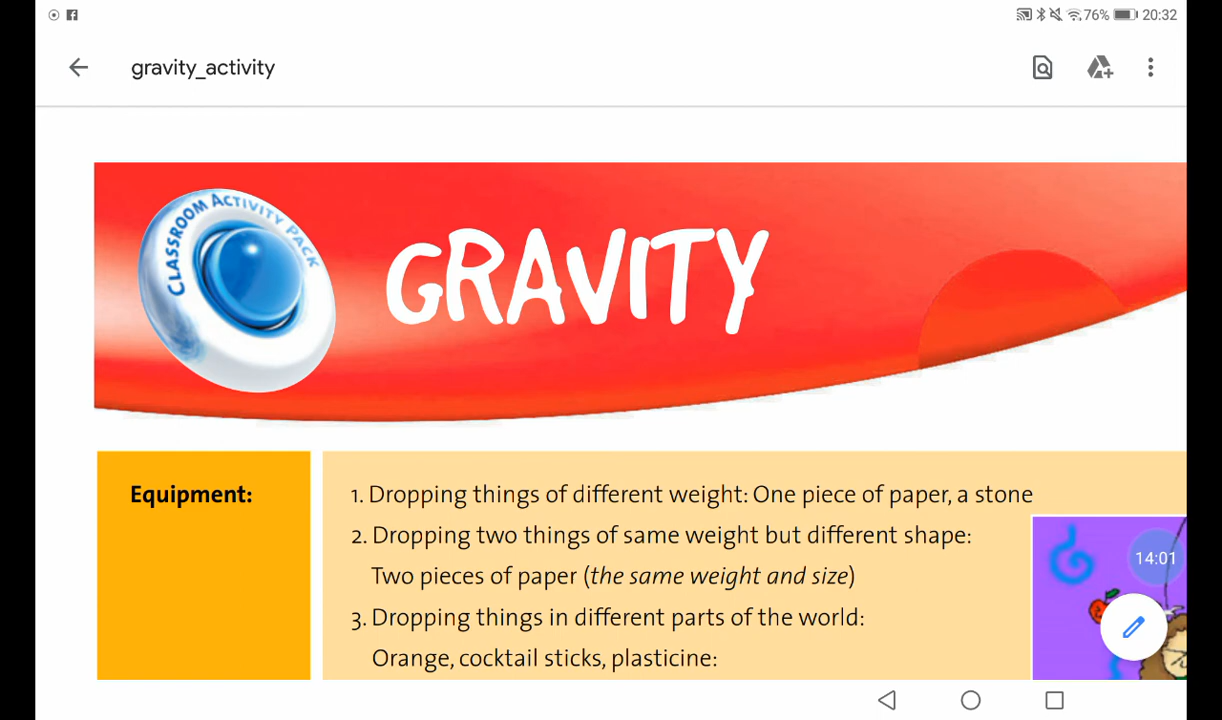 76% 20:32
gravity_activity
CLASSROOM ACTIVITY PACK
GRAVITY
Equipment:
1. Dropping things of different weight: One piece of paper, a stone
2. Dropping two things of same weight but different shape:
Two pieces of paper (the same weight and size)
3. Dropping things in different parts of the world:
Orange, cocktail sticks, plasticine:
14:01